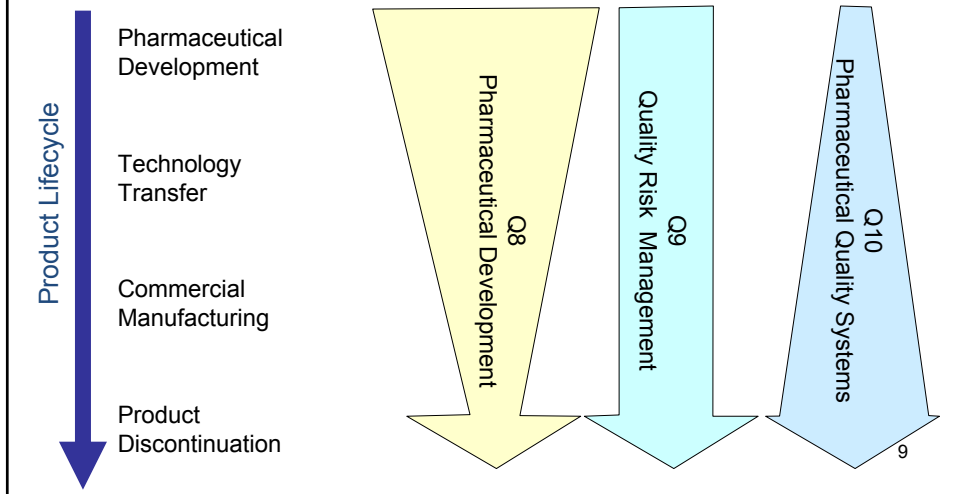 Product Lifecycle
Pharmaceutical
Development
Technology
Transfer
Commercial
Manufacturing
Product
Discontinuation
Q8
Pharmaceutical Development
Q9
Quality Risk Management
Q10
Pharmaceutical Quality Systems
9